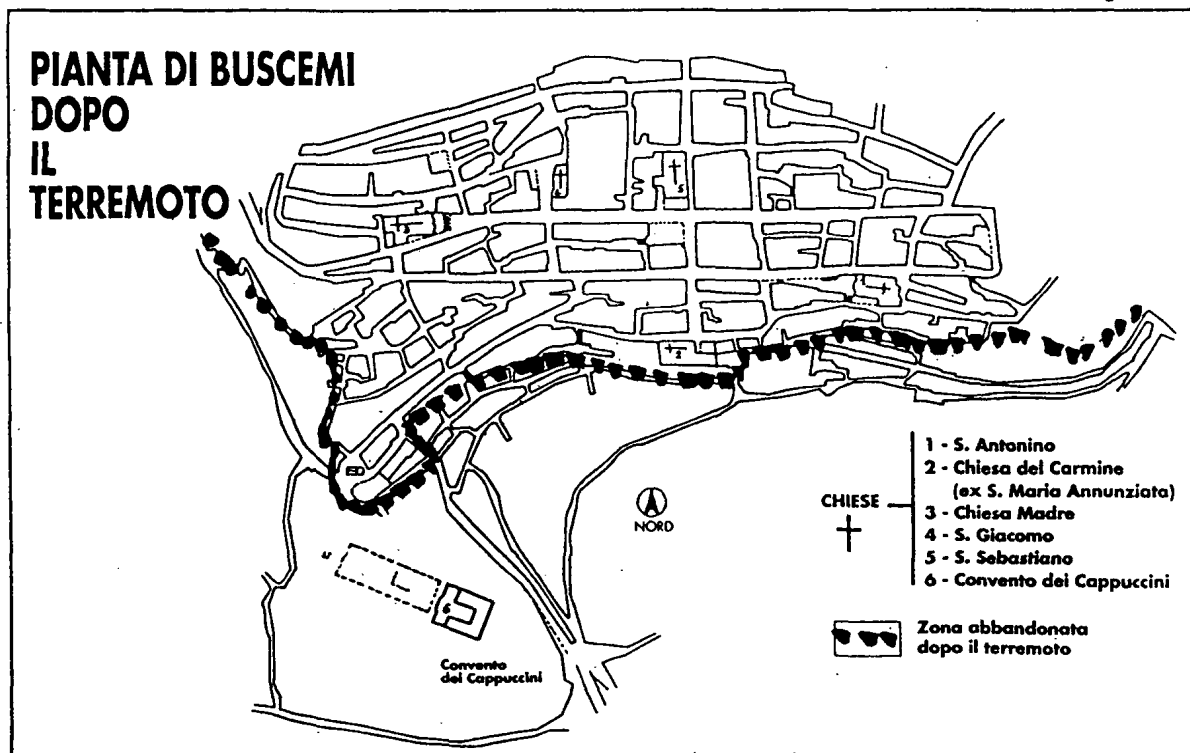 PIANTA DI BUSCEMI
DOPO
IL
TERREMOTO
NORD
CHIESE
1 - S. Antonino
2 - Chiesa del Carmine
(ex S. Maria Annunziata)
3 - Chiesa Madre
4 - S. Giacomo
5 - S. Sebastiano
6 - Convento dei Cappuccini
Zona abbandonata
dopo il terremoto
6
Convento
dei Cappuccini